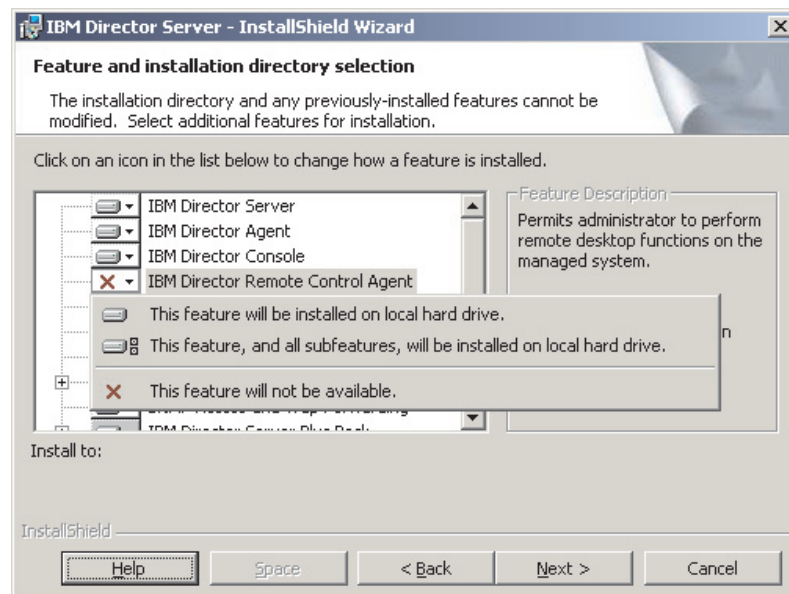 IBM Director Server - InstallShield Wizard
Feature and installation directory selection
The installation directory and any previously-installed features cannot be
modified. Select additional features for installation.
Click on an icon in the list below to change how a feature is installed.
IBM Director Server
IBM Director Agent
IBM Director Console
IBM Director Remote Control Agent
Feature Description
Permits administrator to perform
remote desktop functions on the
managed system.
This feature will be installed on local hard drive.
This feature, and all subfeatures, will be installed on local hard drive.
This feature will not be available.
n
IBM Director Server Plus Pack
Install to:
InstallShield
Help
Space
< Back
Next >
Cancel